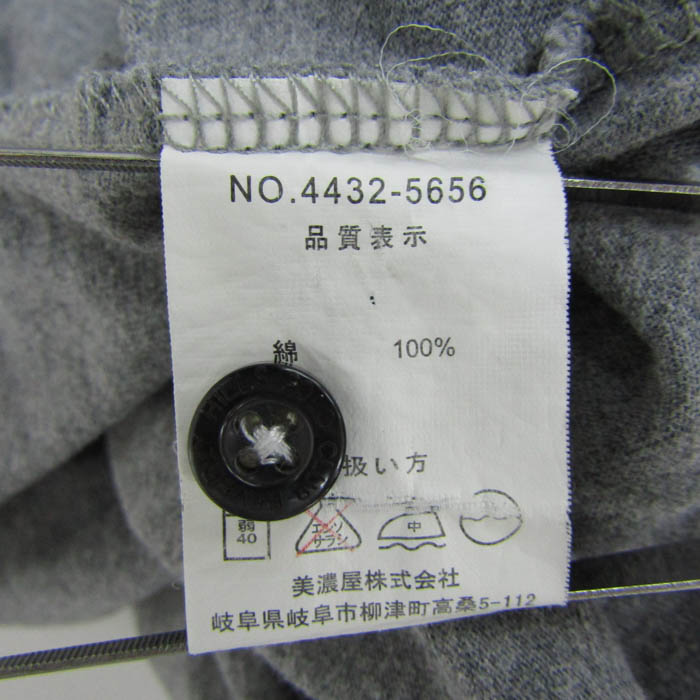 NO.4432-5656
品質表示
綿 100%
扱い方
弱 40 エンソ サラシ 中
美濃屋株式会社
岐阜県岐阜市柳津町高桑5-112